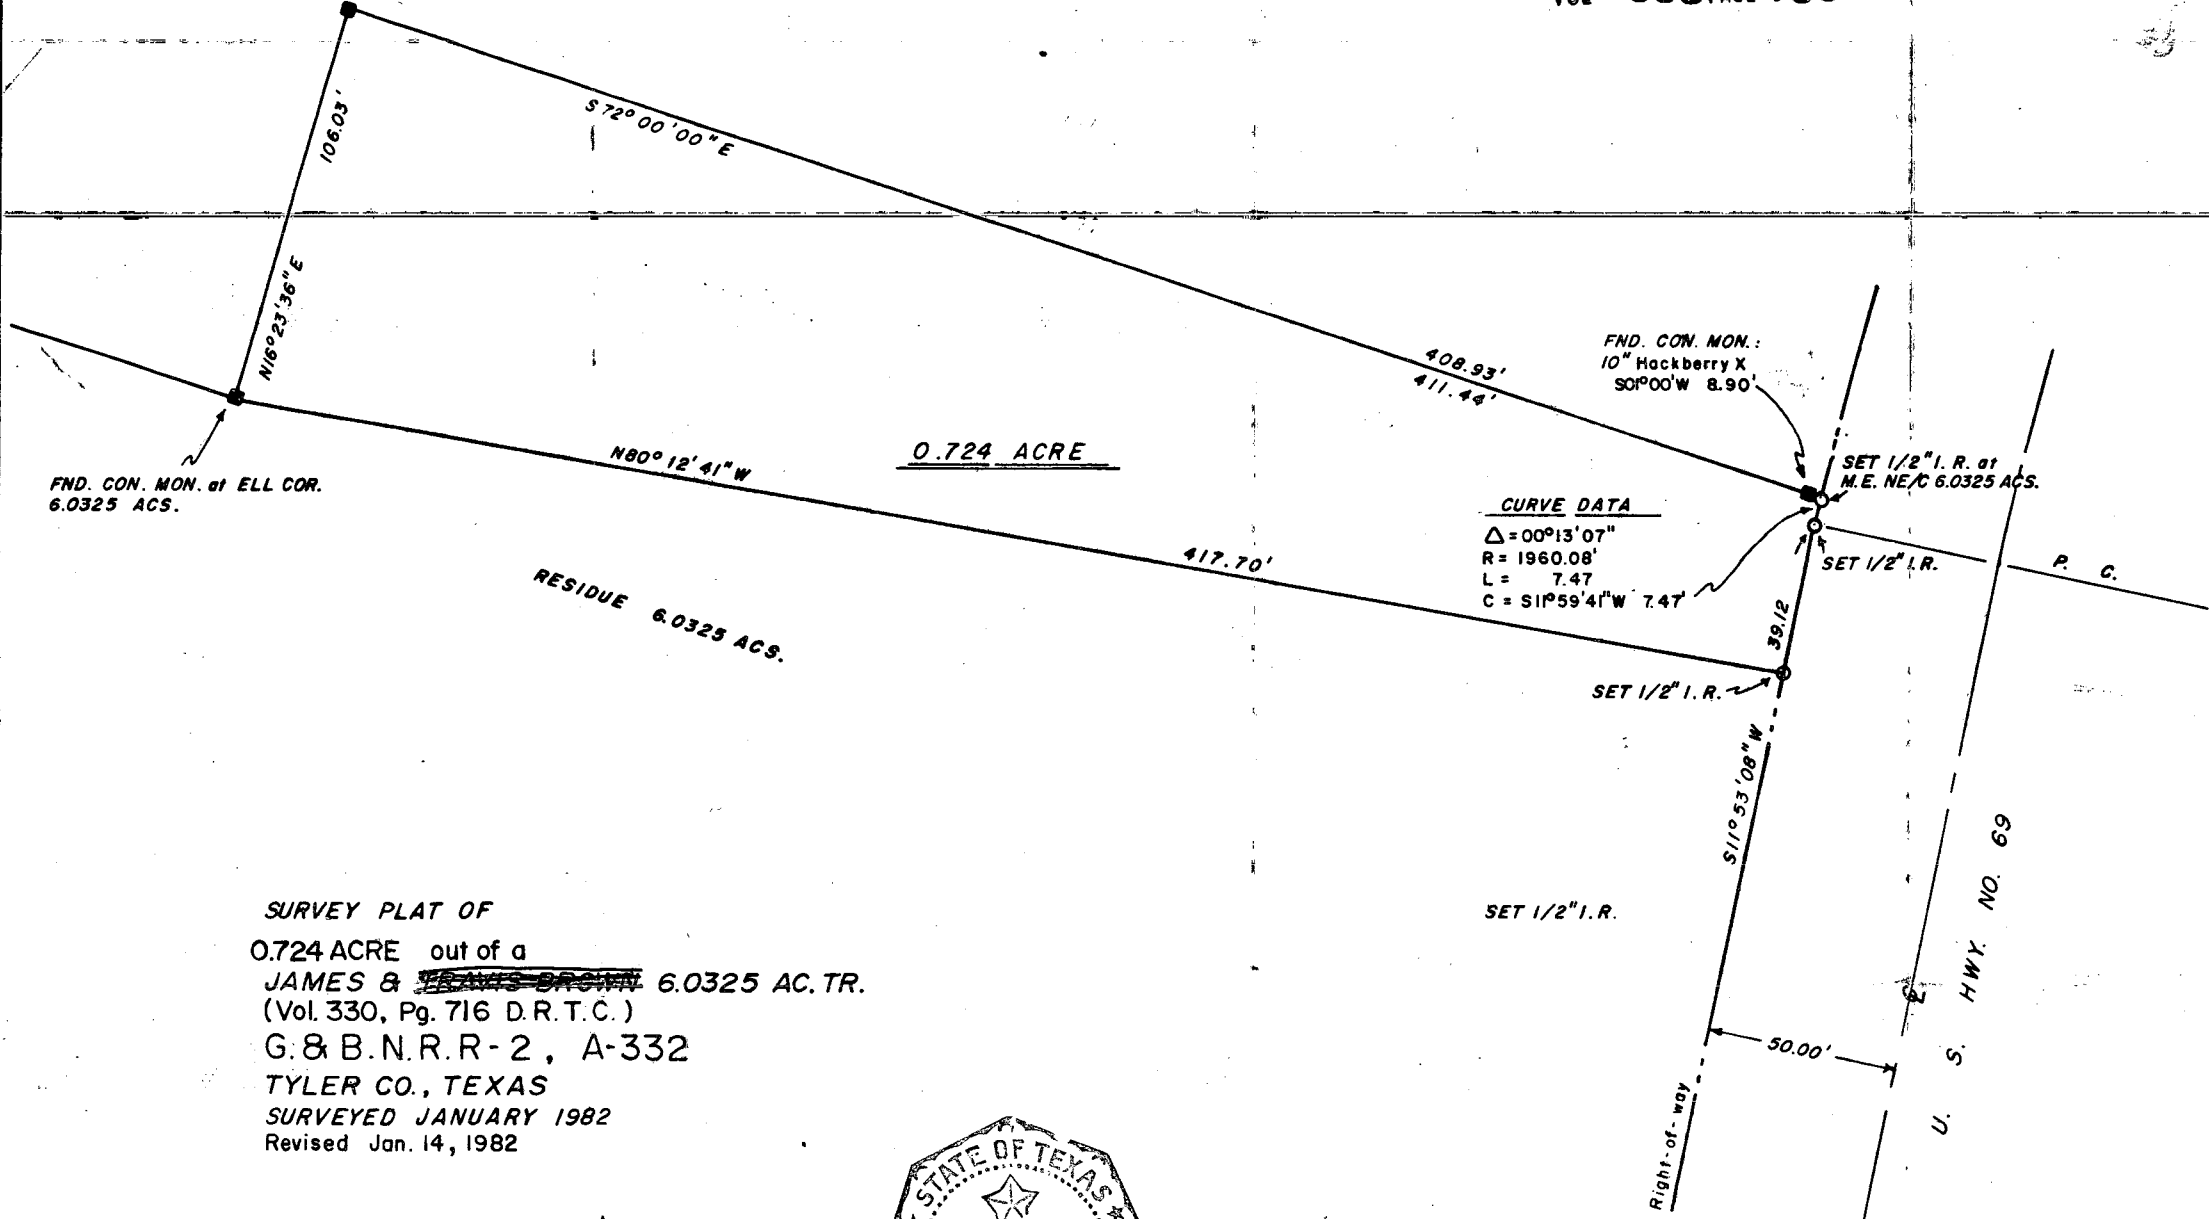 VOL
106.03'
S 72° 00' 00" E
N16° 23' 36" E
408.93'
411.44'
FND. CON. MON.:
10" Hackberry X
S01°00'W 8.90'
FND. CON. MON. at ELL COR.
6.0325 ACS.
N80° 12' 41" W
0.724 ACRE
SET 1/2" I. R. at
M.E. NE/C 6.0325 ACS.
CURVE DATA
Δ = 00°13'07"
R = 1960.08'
L = 7.47
C = S11°59'41"W 7.47'
SET 1/2" I.R.
P. C.
417.70'
RESIDUE 6.0325 ACS.
39.12
SET 1/2" I. R.
S11° 53' 08" W
SET 1/2" I. R.
U. S. HWY. NO. 69
50.00'
Right-of-way
SURVEY PLAT OF
0.724 ACRE out of a
JAMES & TRAVIS BROWN 6.0325 AC. TR.
(Vol. 330, Pg. 716 D.R.T.C.)
G. & B.N.R.R-2, A-332
TYLER CO., TEXAS
SURVEYED JANUARY 1982
Revised Jan. 14, 1982
STATE OF TEXAS